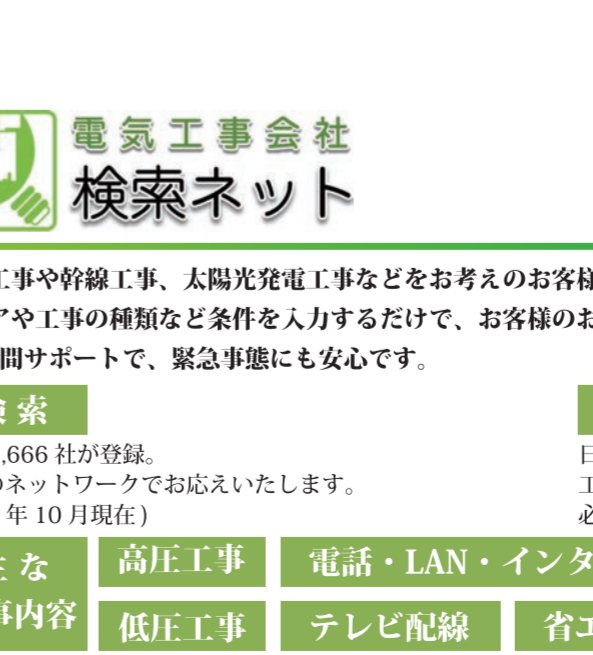 電気工事会社
検索ネット
工事や幹線工事、太陽光発電工事などをお考えのお客様
アや工事の種類など条件を入力するだけで、お客様のお
間サポートで、緊急事態にも安心です。
検索
,666 社が登録。
のネットワークでお応えいたします。
年 10 月現在)
主な
事内容
高圧工事
電話・LAN・インタ
低圧工事
テレビ配線
省エ